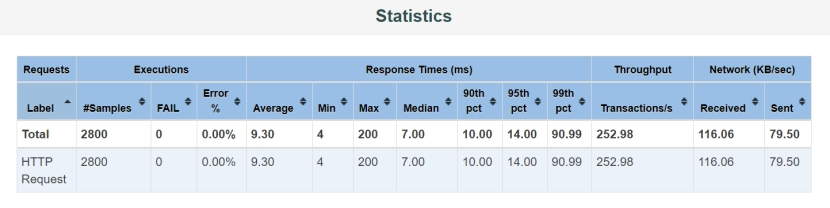 Statistics
Requests Executions Response Times (ms) Throughput Network (KB/sec)
Label #Samples FAIL Error % Average Min Max Median 90th pct 95th pct 99th pct Transactions/s Received Sent
Total 2800 0 0.00% 9.30 4 200 7.00 10.00 14.00 90.99 252.98 116.06 79.50
HTTP Request 2800 0 0.00% 9.30 4 200 7.00 10.00 14.00 90.99 252.98 116.06 79.50